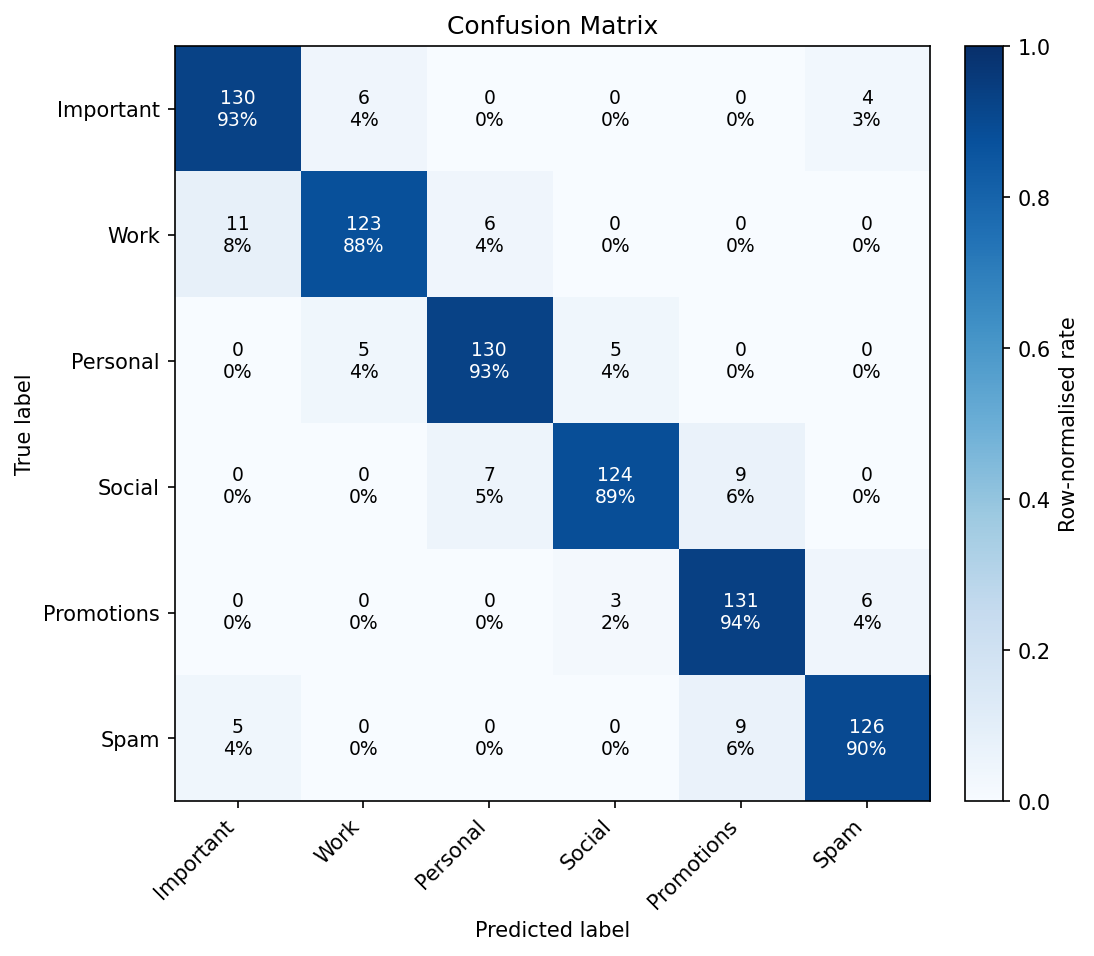 Confusion Matrix
True label
Important
130 6 0 0 0 4
93% 4% 0% 0% 0% 3%
Work
11 123 6 0 0 0
8% 88% 4% 0% 0% 0%
Personal
0 5 130 5 0 0
0% 4% 93% 4% 0% 0%
Social
0 0 7 124 9 0
0% 0% 5% 89% 6% 0%
Promotions
0 0 0 3 131 6
0% 0% 0% 2% 94% 4%
Spam
5 0 0 0 9 126
4% 0% 0% 0% 6% 90%
Important Work Personal Social Promotions Spam
Predicted label
1.0
0.8
0.6
0.4
0.2
0.0
Row-normalised rate